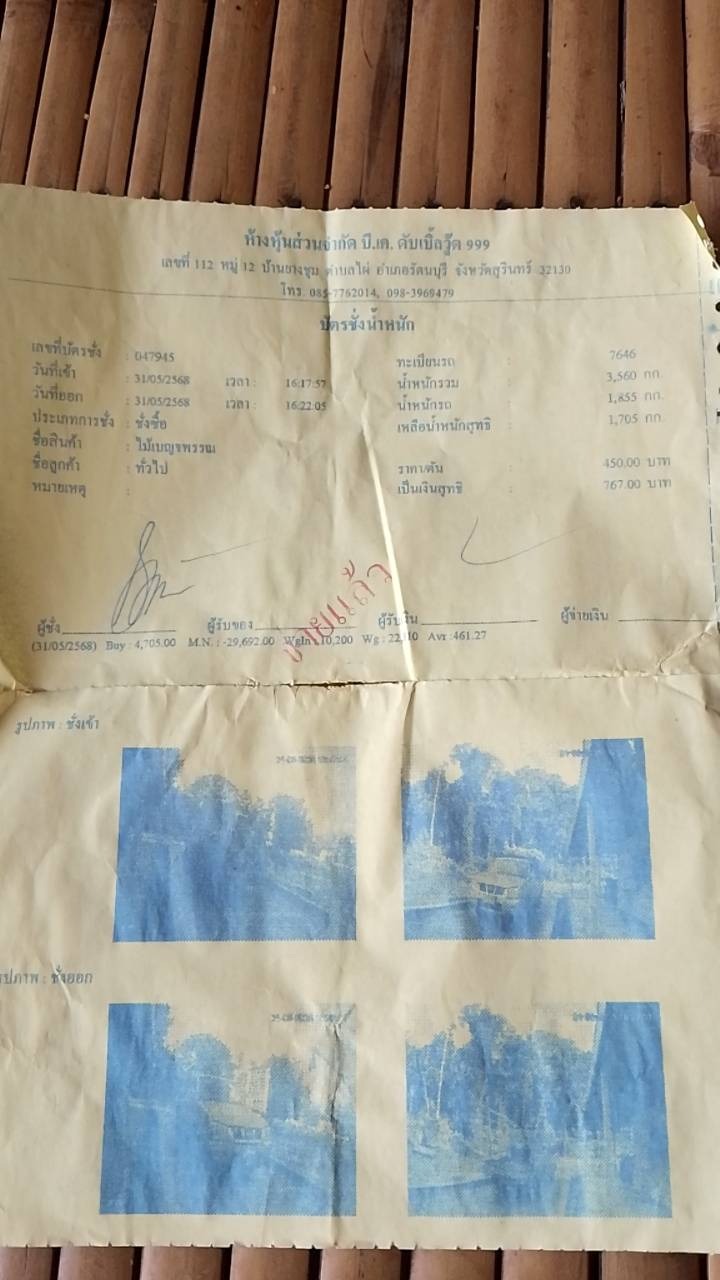 ห้างหุ้นส่วนจำกัด บี.เค. ดับเบิ้ลวู๊ด 999
เลขที่ 112 หมู่ 12 บ้านยางชุม ตำบลไผ่ อำเภอรัตนบุรี จังหวัดสุรินทร์ 32130
โทร. 085-7762014, 098-3969479
บัตรชั่งน้ำหนัก
เลขที่บัตรชั่ง : 047945 ทะเบียนรถ : 7646
วันที่เข้า : 31/05/2568 เวลา : 16:17:57 น้ำหนักรวม : 3,560 กก.
วันที่ออก : 31/05/2568 เวลา : 16:22:05 น้ำหนักรถ : 1,855 กก.
ประเภทการชั่ง : ชั่งซื้อ เหลือน้ำหนักสุทธิ : 1,705 กก.
ชื่อสินค้า : ไม้เบญจพรรณ
ชื่อลูกค้า : ทั่วไป ราคา/ตัน : 450.00 บาท
หมายเหตุ : เป็นเงินสุทธิ : 767.00 บาท
จ่ายแล้ว
ผู้ชั่ง ผู้รับของ ผู้รับเงิน ผู้จ่ายเงิน
(31/05/2568) Buy : 4,705.00 M.N. : -29,692.00 WgIn : 10,200 Wg : Avr :461.27
รูปภาพ : ชั่งเข้า
รูปภาพ : ชั่งออก